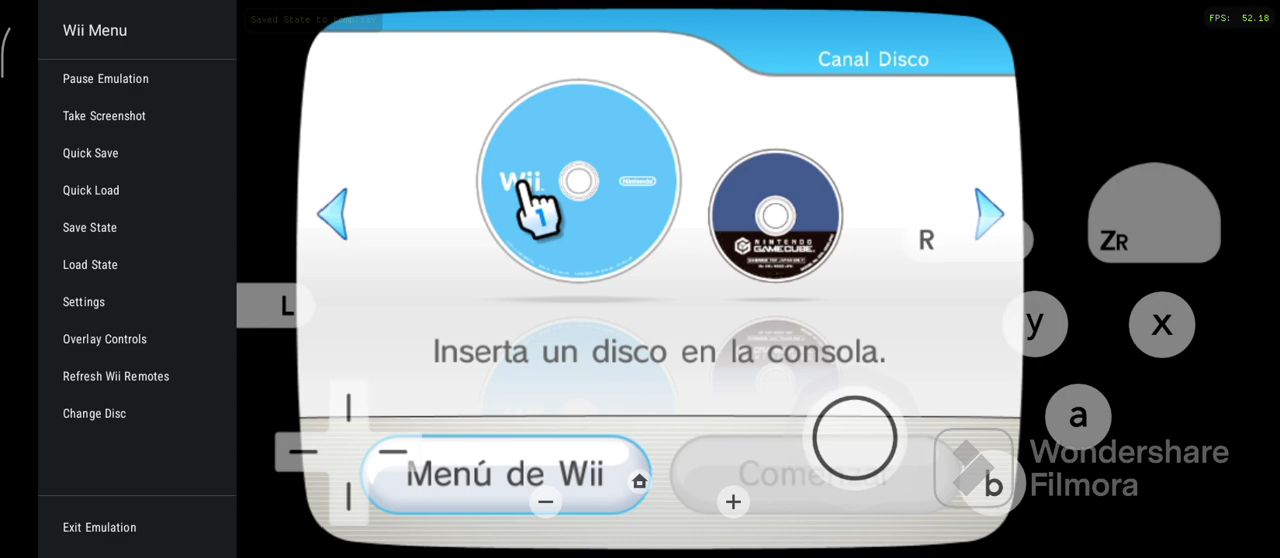 Wii Menu
Pause Emulation
Take Screenshot
Quick Save
Quick Load
Save State
Load State
Settings
Overlay Controls
Refresh Wii Remotes
Change Disc
Exit Emulation
FPS: 52.18
Canal Disco
Wii
Nintendo
1
NINTENDO
GAMECUBE
Inserta un disco en la consola.
Menú de Wii
Comenzar
L
R
ZR
y
x
a
b
Wondershare
Filmora